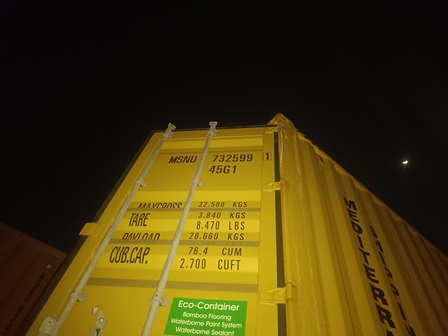 MSNU 732599 1
45G1
MAXGROSS 32.500 KGS
TARE 3.840 KGS
8.470 LBS
PAYLOAD 28.660 KGS
CUB.CAP. 76.4 CUM
2.700 CUFT
Eco-Container
Bamboo Flooring
Waterborne Paint System
Waterborne Sealant
MEDITERR